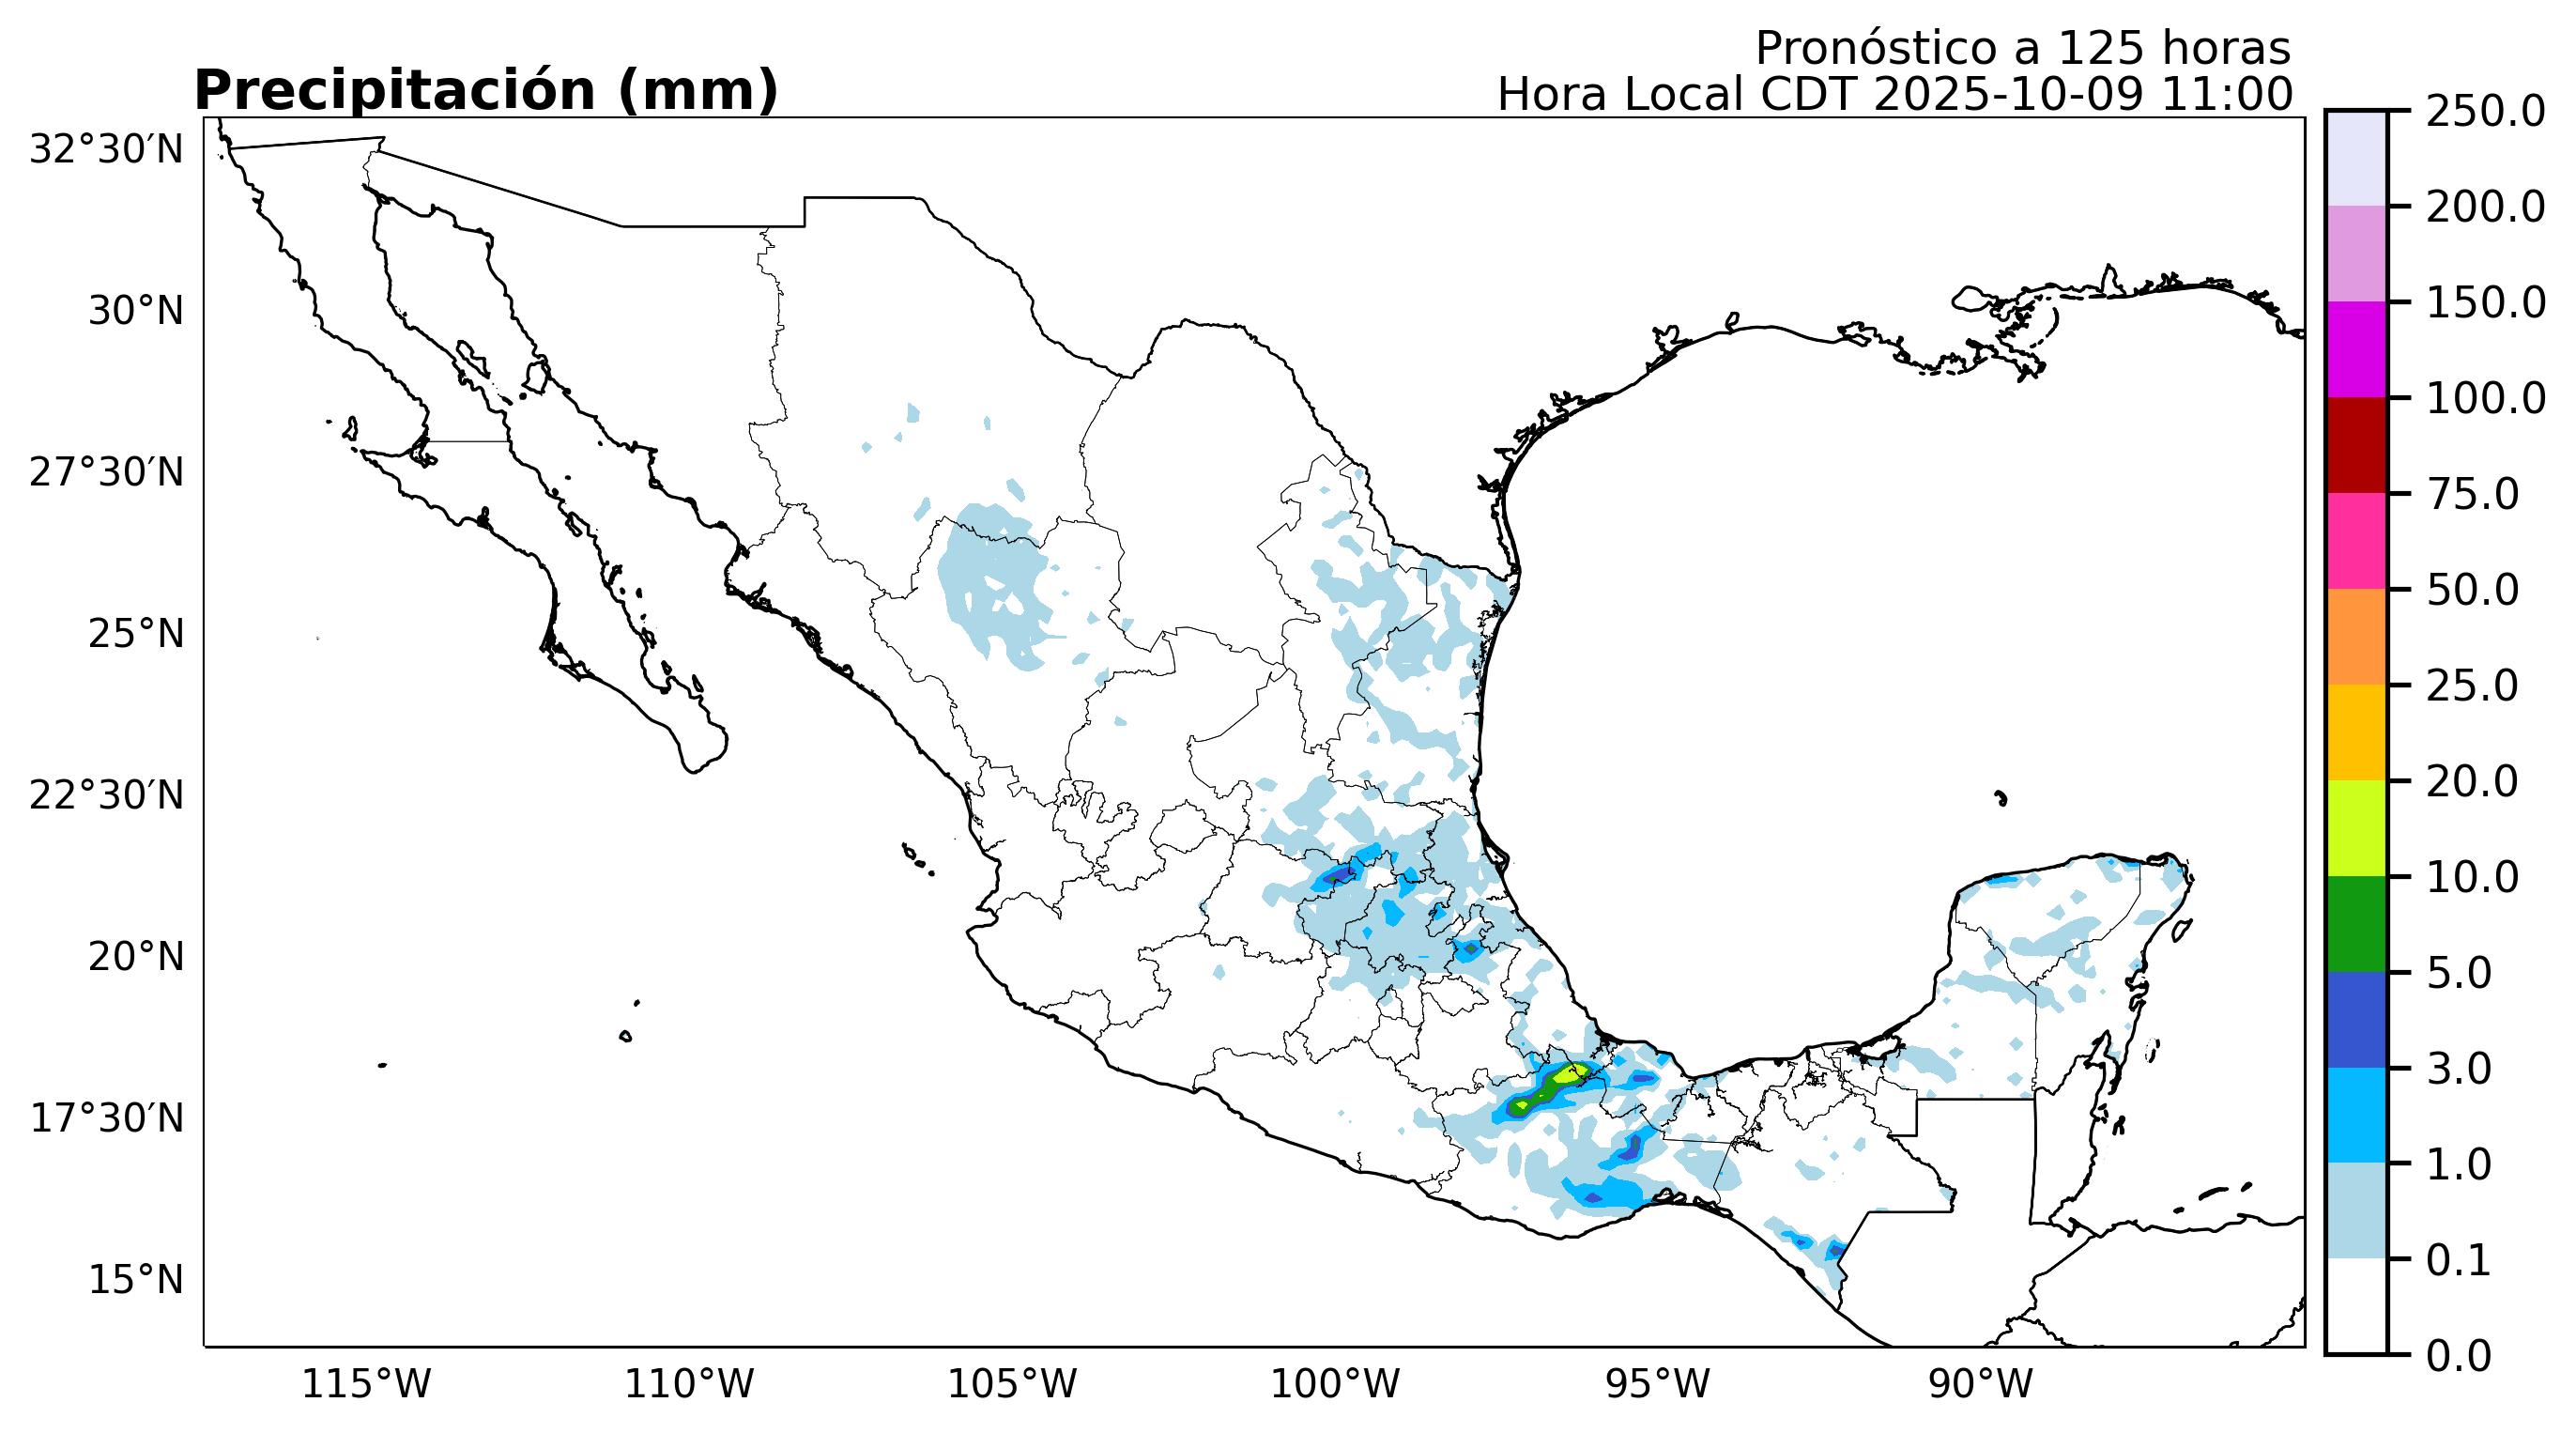 Pronóstico a 125 horas
Precipitación (mm)
Hora Local CDT 2025-10-09 11:00
32°30′N
30°N
27°30′N
25°N
22°30′N
20°N
17°30′N
15°N
115°W
110°W
105°W
100°W
95°W
90°W
250.0
200.0
150.0
100.0
75.0
50.0
25.0
20.0
10.0
5.0
3.0
1.0
0.1
0.0